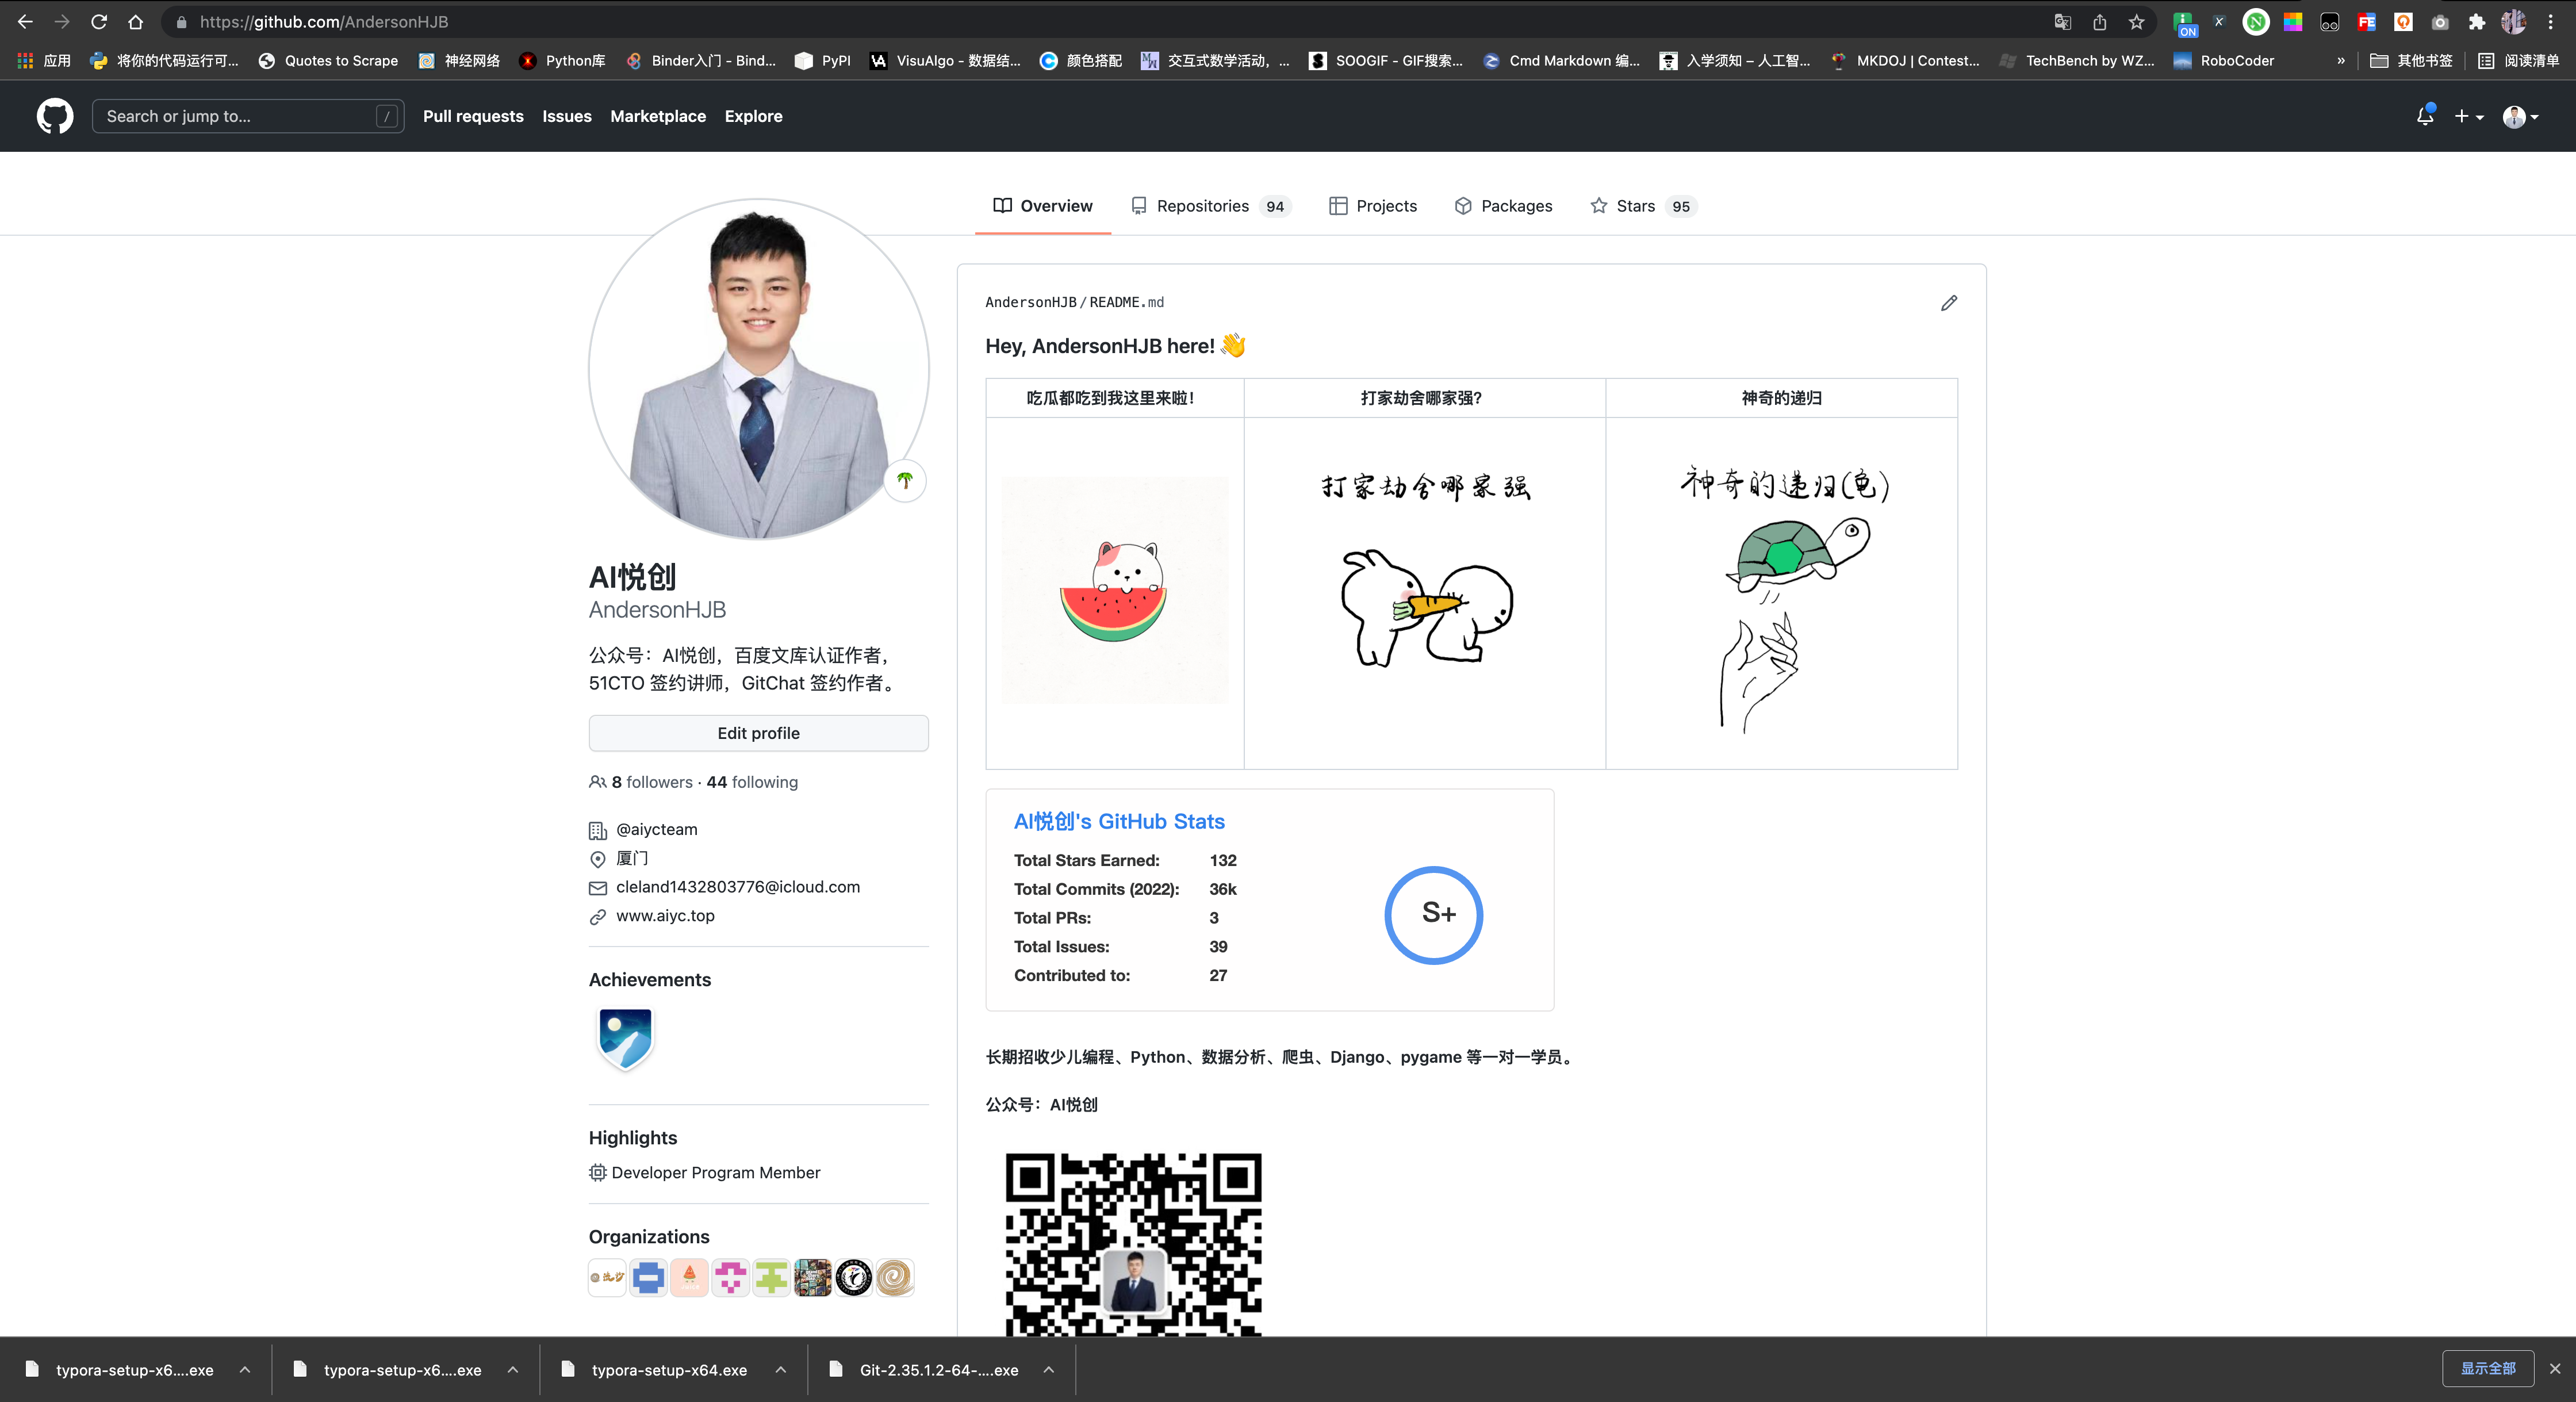 https://github.com/AndersonHJB
应用 将你的代码运行可... Quotes to Scrape 神经网络 Python库 Binder入门 - Bind... PyPI VisuAlgo - 数据结... 颜色搭配 交互式数学活动，... SOOGIF - GIF搜索... Cmd Markdown 编... 入学须知 – 人工智... MKDOJ | Contest... TechBench by WZ... RoboCoder » 其他书签 阅读清单
Search or jump to... / Pull requests Issues Marketplace Explore
Overview Repositories 94 Projects Packages Stars 95
AI悦创
AndersonHJB
公众号：AI悦创，百度文库认证作者，
51CTO 签约讲师，GitChat 签约作者。
Edit profile
8 followers · 44 following
@aiycteam
厦门
cleland1432803776@icloud.com
www.aiyc.top
Achievements
Highlights
Developer Program Member
Organizations
AndersonHJB/README.md
Hey, AndersonHJB here! 👋
吃瓜都吃到我这里来啦！ 打家劫舍哪家强？ 神奇的递归
打家劫舍哪家强
神奇的递归(龟)
AI悦创's GitHub Stats
Total Stars Earned: 132
Total Commits (2022): 36k
Total PRs: 3
Total Issues: 39
Contributed to: 27
S+
长期招收少儿编程、Python、数据分析、爬虫、Django、pygame 等一对一学员。
公众号：AI悦创
typora-setup-x6....exe typora-setup-x6....exe typora-setup-x64.exe Git-2.35.1.2-64-....exe 显示全部
ON